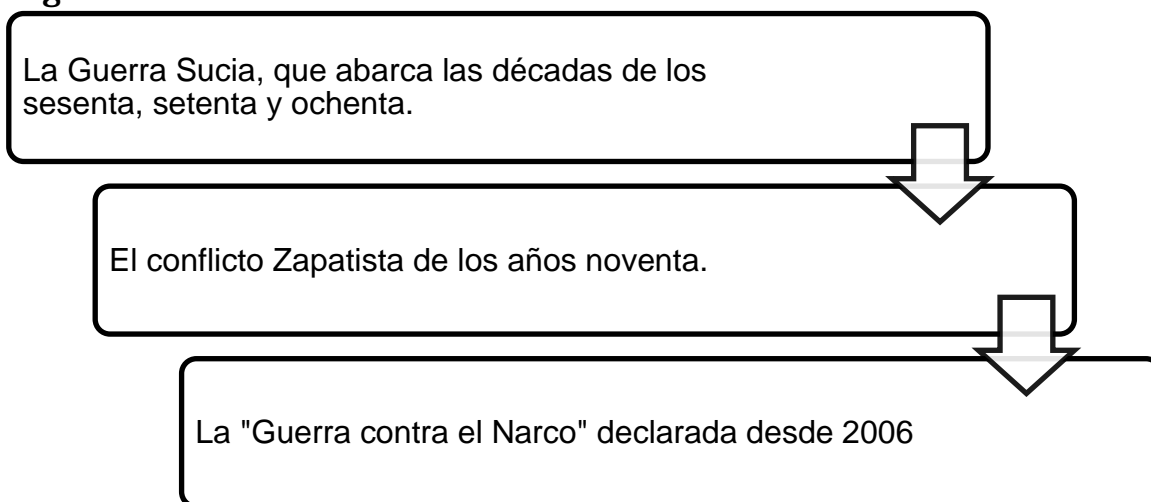 La Guerra Sucia, que abarca las décadas de los
sesenta, setenta y ochenta.
El conflicto Zapatista de los años noventa.
La "Guerra contra el Narco" declarada desde 2006